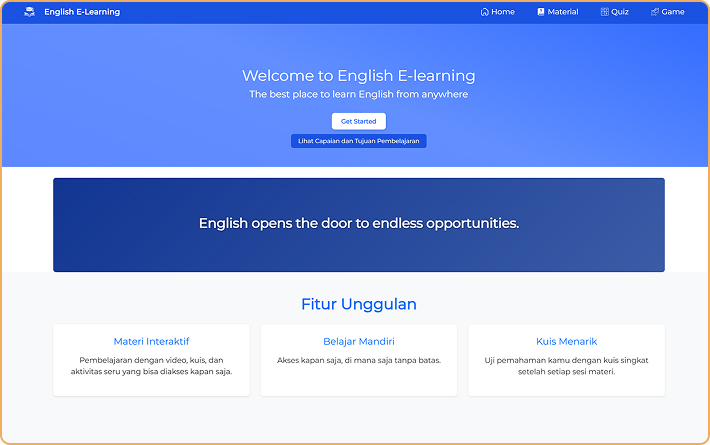 English E-Learning
Home
Material
Quiz
Game
Welcome to English E-learning
The best place to learn English from anywhere
Get Started
Lihat Capaian dan Tujuan Pembelajaran
English opens the door to endless opportunities.
Fitur Unggulan
Materi Interaktif
Pembelajaran dengan video, kuis, dan
aktivitas seru yang bisa diakses kapan saja.
Belajar Mandiri
Akses kapan saja, di mana saja tanpa batas.
Kuis Menarik
Uji pemahaman kamu dengan kuis singkat
setelah setiap sesi materi.